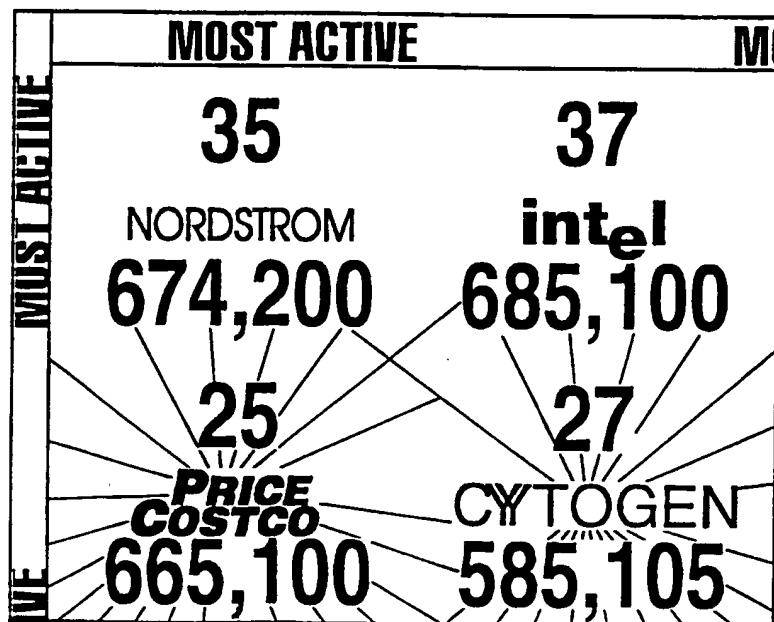 MOST ACTIVE
MOST ACTIVE
35 37
NORDSTROM intel
674,200 685,100
25 27
PRICE COSTCO CYTOGEN
665,100 585,105